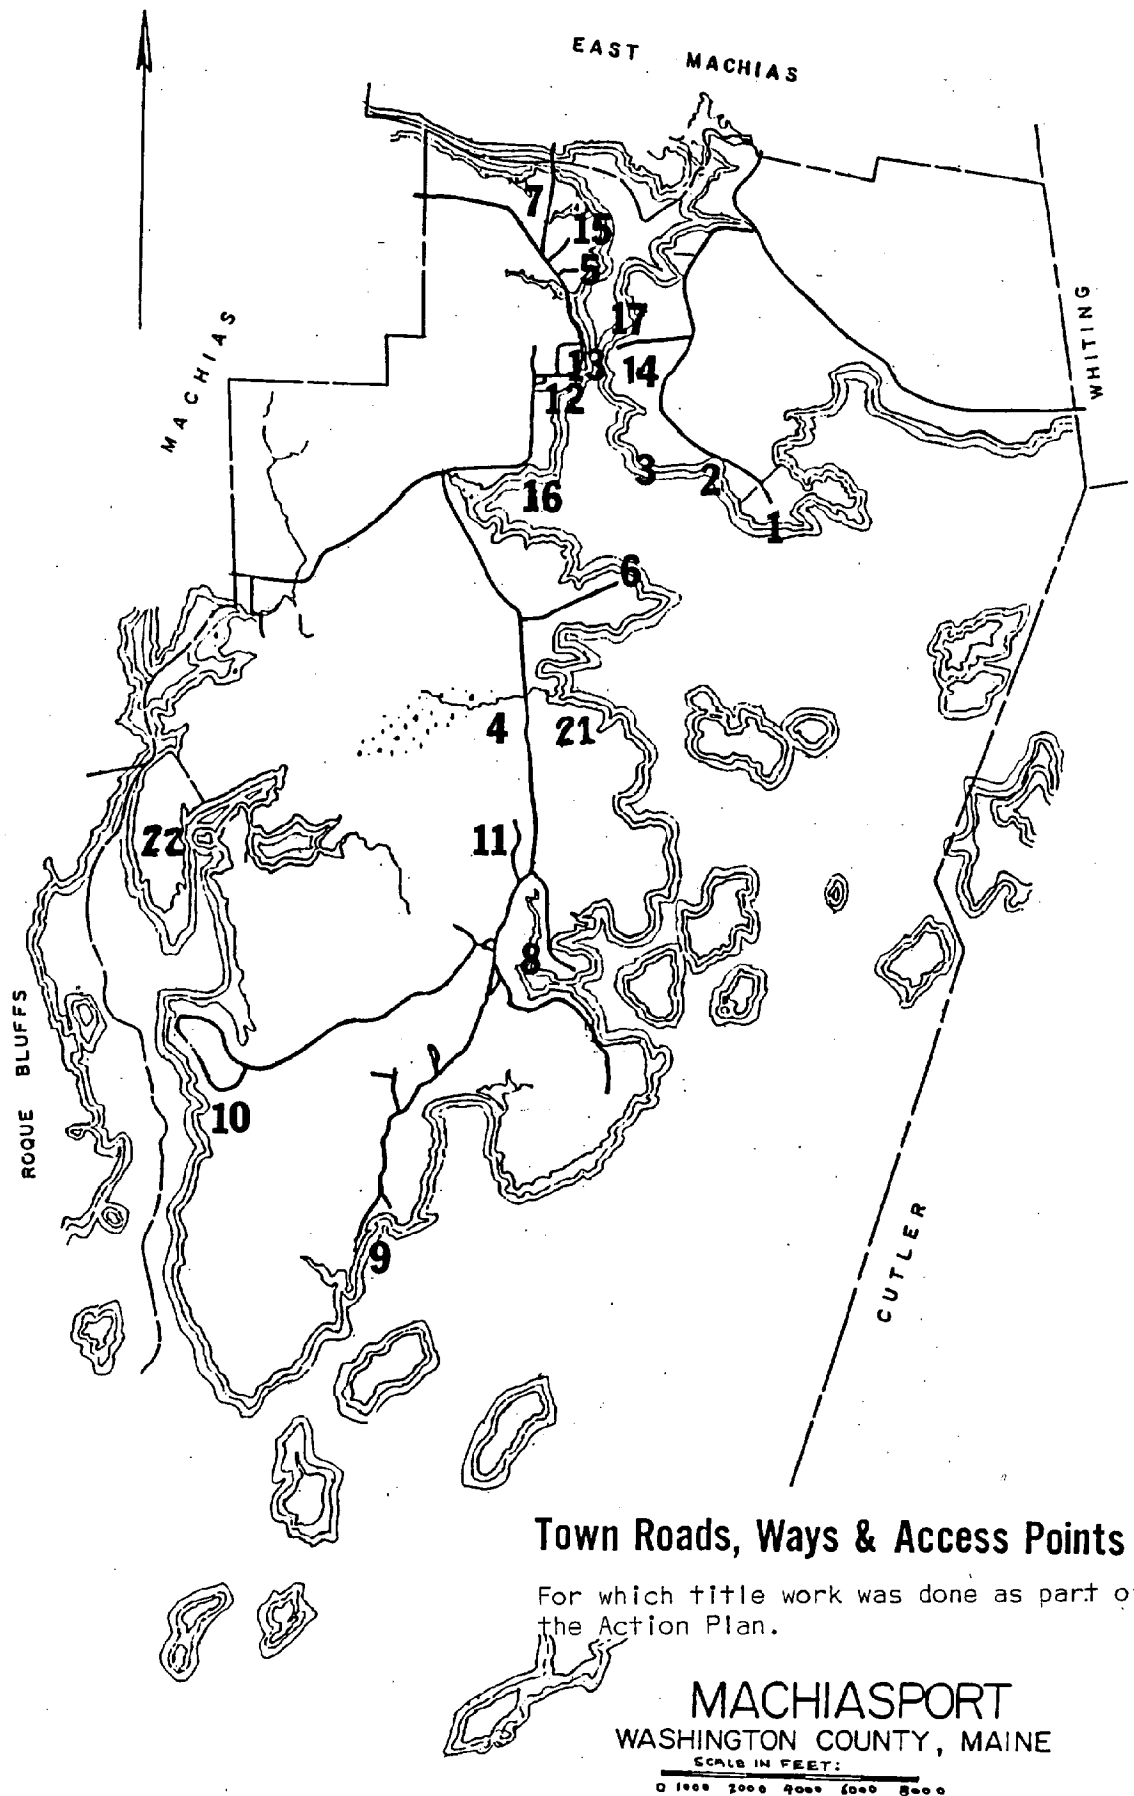 EAST MACHIAS
7
15
5
WHITING
17
MACHIAS
13
14
12
3
2
16
1
6
4
21
22
11
8
ROQUE BLUFFS
10
CUTLER
9
Town Roads, Ways & Access Points
For which title work was done as part o
the Action Plan.
MACHIASPORT
WASHINGTON COUNTY, MAINE
SCALE IN FEET:
0 1000 2000 4000 6000 8000